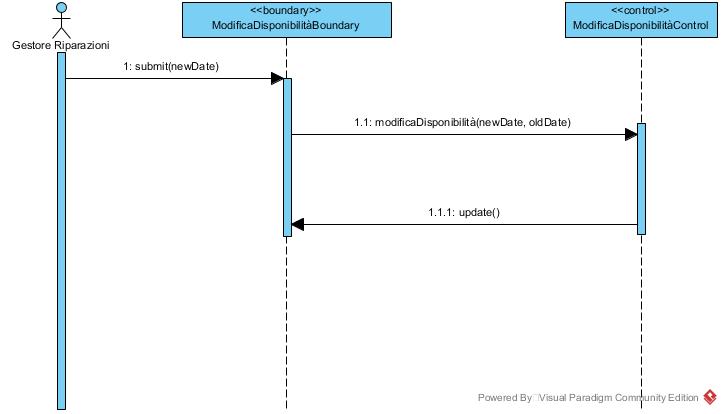 <<boundary>>
ModificaDisponibilitàBoundary
<<control>>
ModificaDisponibilitàControl
Gestore Riparazioni
1: submit(newDate)
1.1: modificaDisponibilità(newDate, oldDate)
1.1.1: update()
Powered By Visual Paradigm Community Edition